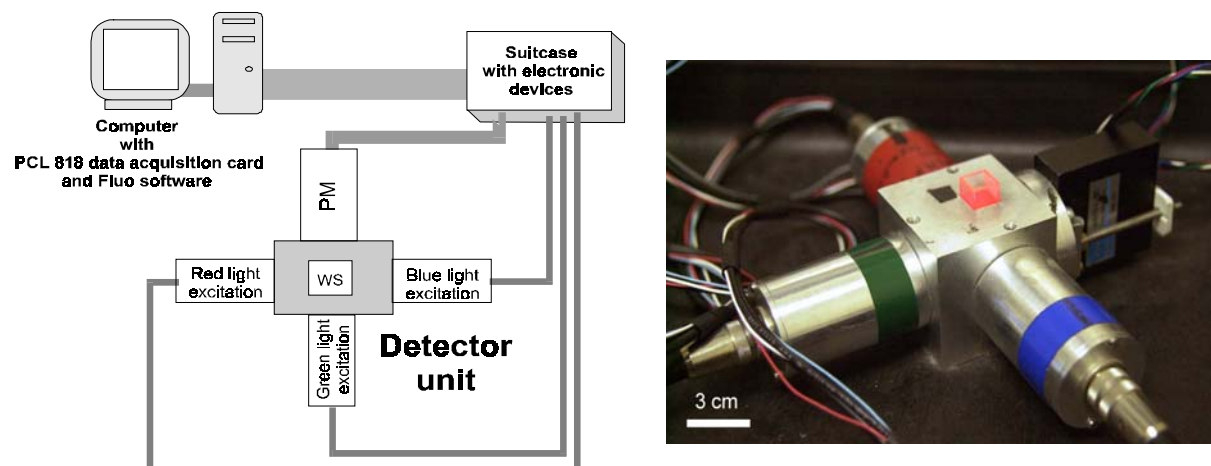 Suitcase
with electronic
devices
Computer
with
PCL 818 data acquisition card
and Fluo software
PM
Red light
excitation
WS
Blue light
excitation
Green light
excitation
Detector
unit
3 cm